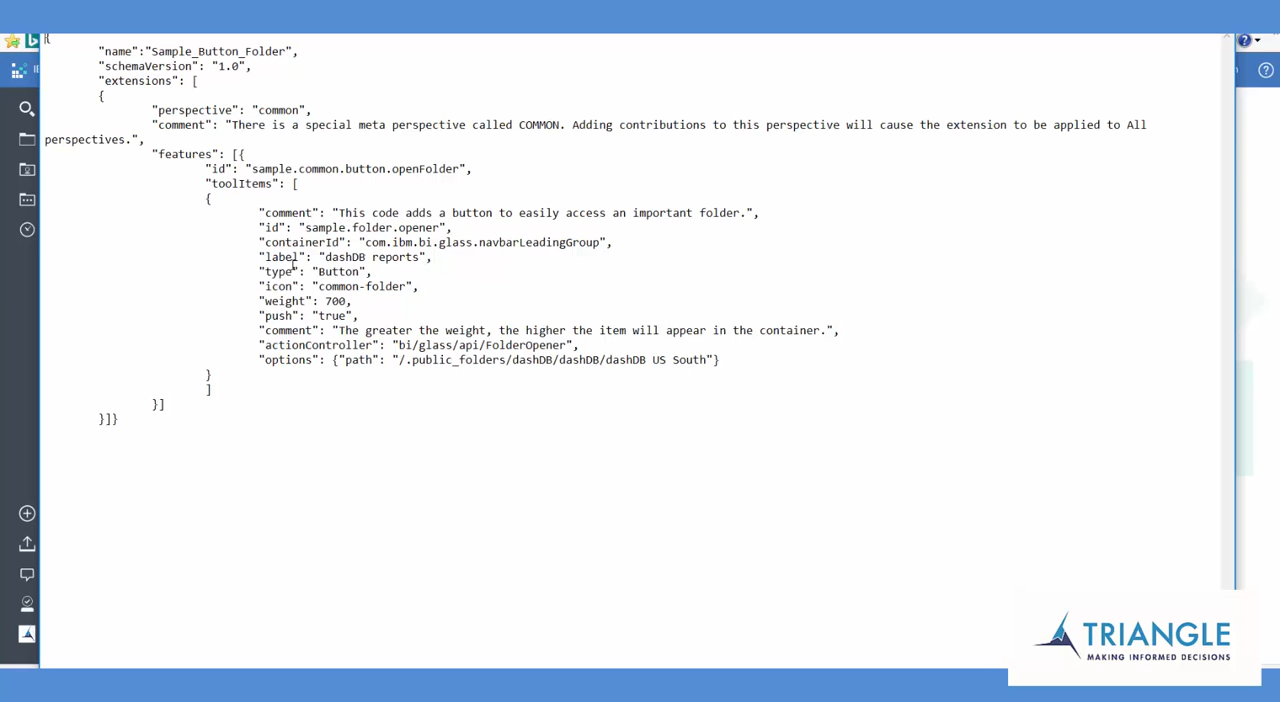 {
"name":"Sample_Button_Folder",
"schemaVersion": "1.0",
"extensions": [
{
"perspective": "common",
"comment": "There is a special meta perspective called COMMON. Adding contributions to this perspective will cause the extension to be applied to All
perspectives.",
"features": [{
"id": "sample.common.button.openFolder",
"toolItems": [
{
"comment": "This code adds a button to easily access an important folder.",
"id": "sample.folder.opener",
"containerId": "com.ibm.bi.glass.navbarLeadingGroup",
"label": "dashDB reports",
"type": "Button",
"icon": "common-folder",
"weight": 700,
"push": "true",
"comment": "The greater the weight, the higher the item will appear in the container.",
"actionController": "bi/glass/api/FolderOpener",
"options": {"path": "/.public_folders/dashDB/dashDB/dashDB US South"}
}
]
}]
}]}
TRIANGLE
MAKING INFORMED DECISIONS